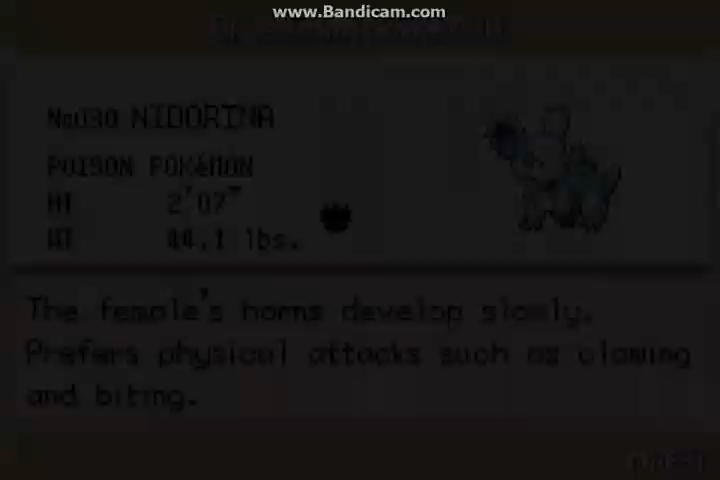 www.Bandicam.com
No030 NIDORINA
POISON POKéMON
HT 2'07"
WT 44.1 lbs.
The female's horns develop slowly.
Prefers physical attacks such as clawing
and biting.